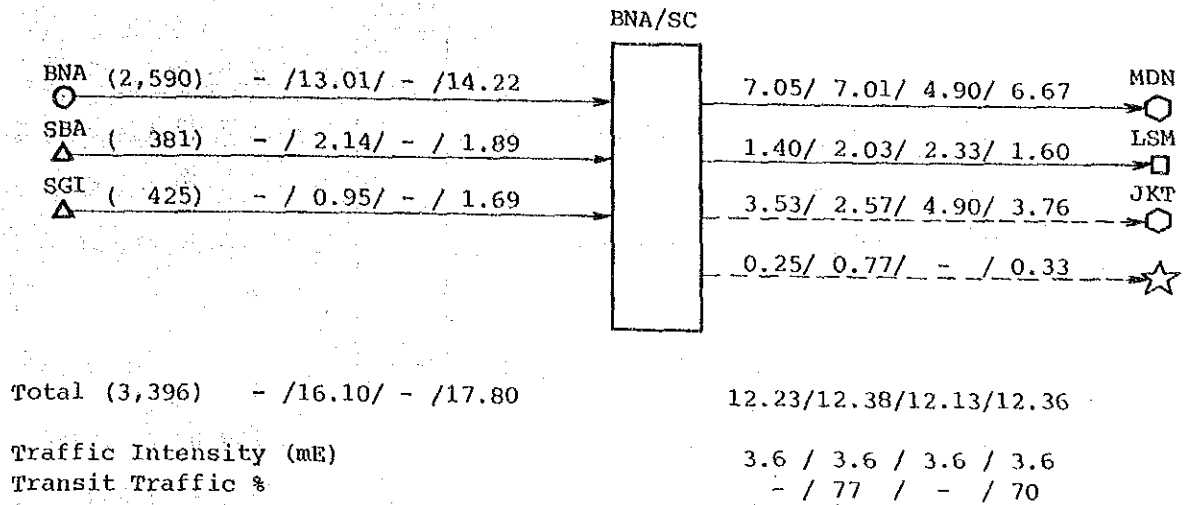 BNA/SC
BNA (2,590) - /13.01/ - /14.22
7.05/ 7.01/ 4.90/ 6.67 MDN
SBA ( 381) - / 2.14/ - / 1.89
1.40/ 2.03/ 2.33/ 1.60 LSM
SGI ( 425) - / 0.95/ - / 1.69
3.53/ 2.57/ 4.90/ 3.76 JKT
0.25/ 0.77/ - / 0.33
Total (3,396) - /16.10/ - /17.80 12.23/12.38/12.13/12.36
Traffic Intensity (mE) 3.6 / 3.6 / 3.6 / 3.6
Transit Traffic % - / 77 / - / 70